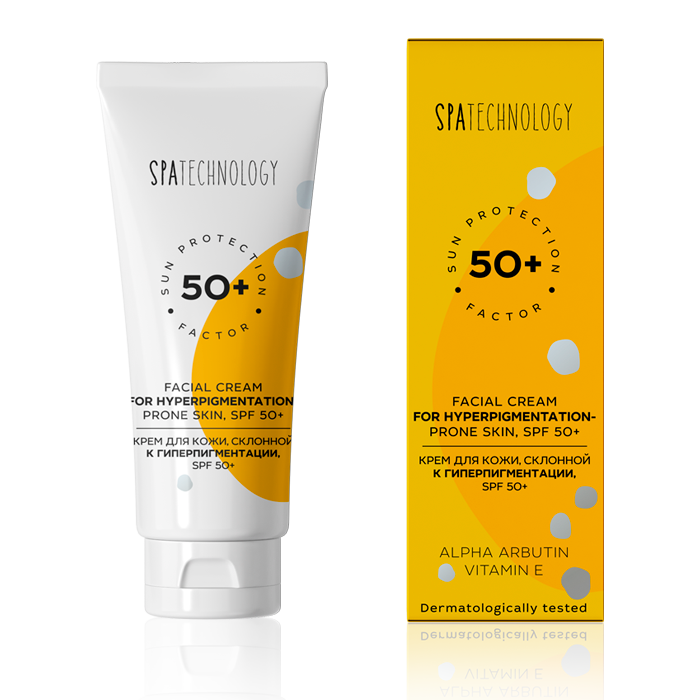 SPATECHNOLOGY
SUN PROTECTION
50+
FACTOR
FACIAL CREAM
FOR HYPERPIGMENTATION
PRONE SKIN, SPF 50+
КРЕМ ДЛЯ КОЖИ, СКЛОННОЙ
К ГИПЕРПИГМЕНТАЦИИ,
SPF 50+
SPATECHNOLOGY
SUN PROTECTION
50+
FACTOR
FACIAL CREAM
FOR HYPERPIGMENTATION-
PRONE SKIN, SPF 50+
КРЕМ ДЛЯ КОЖИ, СКЛОННОЙ
К ГИПЕРПИГМЕНТАЦИИ,
SPF 50+
ALPHA ARBUTIN
VITAMIN E
Dermatologically tested